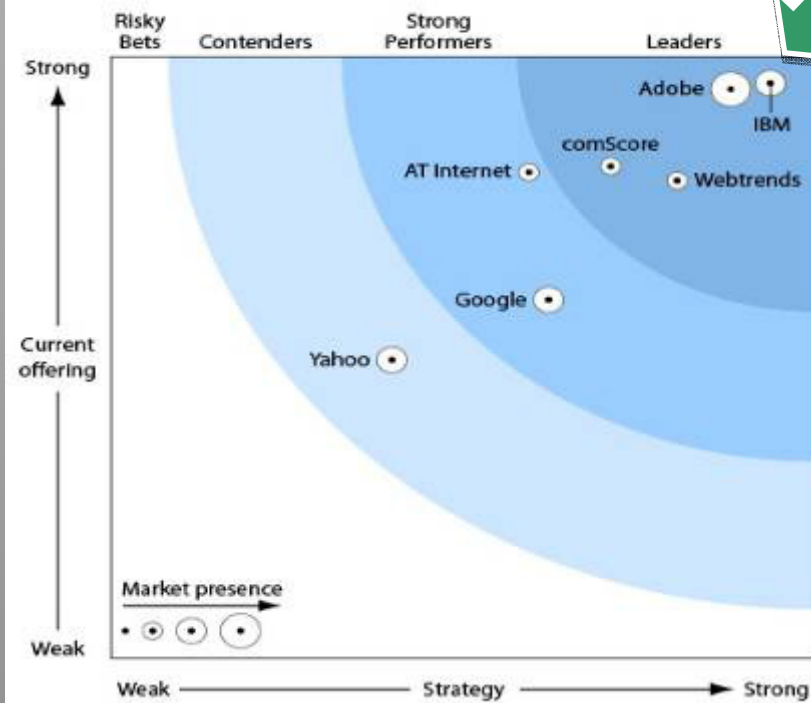 Risky
Bets
Contenders
Strong
Performers
Leaders
Strong
Adobe
IBM
comScore
AT Internet
Webtrends
Google
Current
offering
Yahoo
Market presence
Weak
Weak
Strategy
Strong